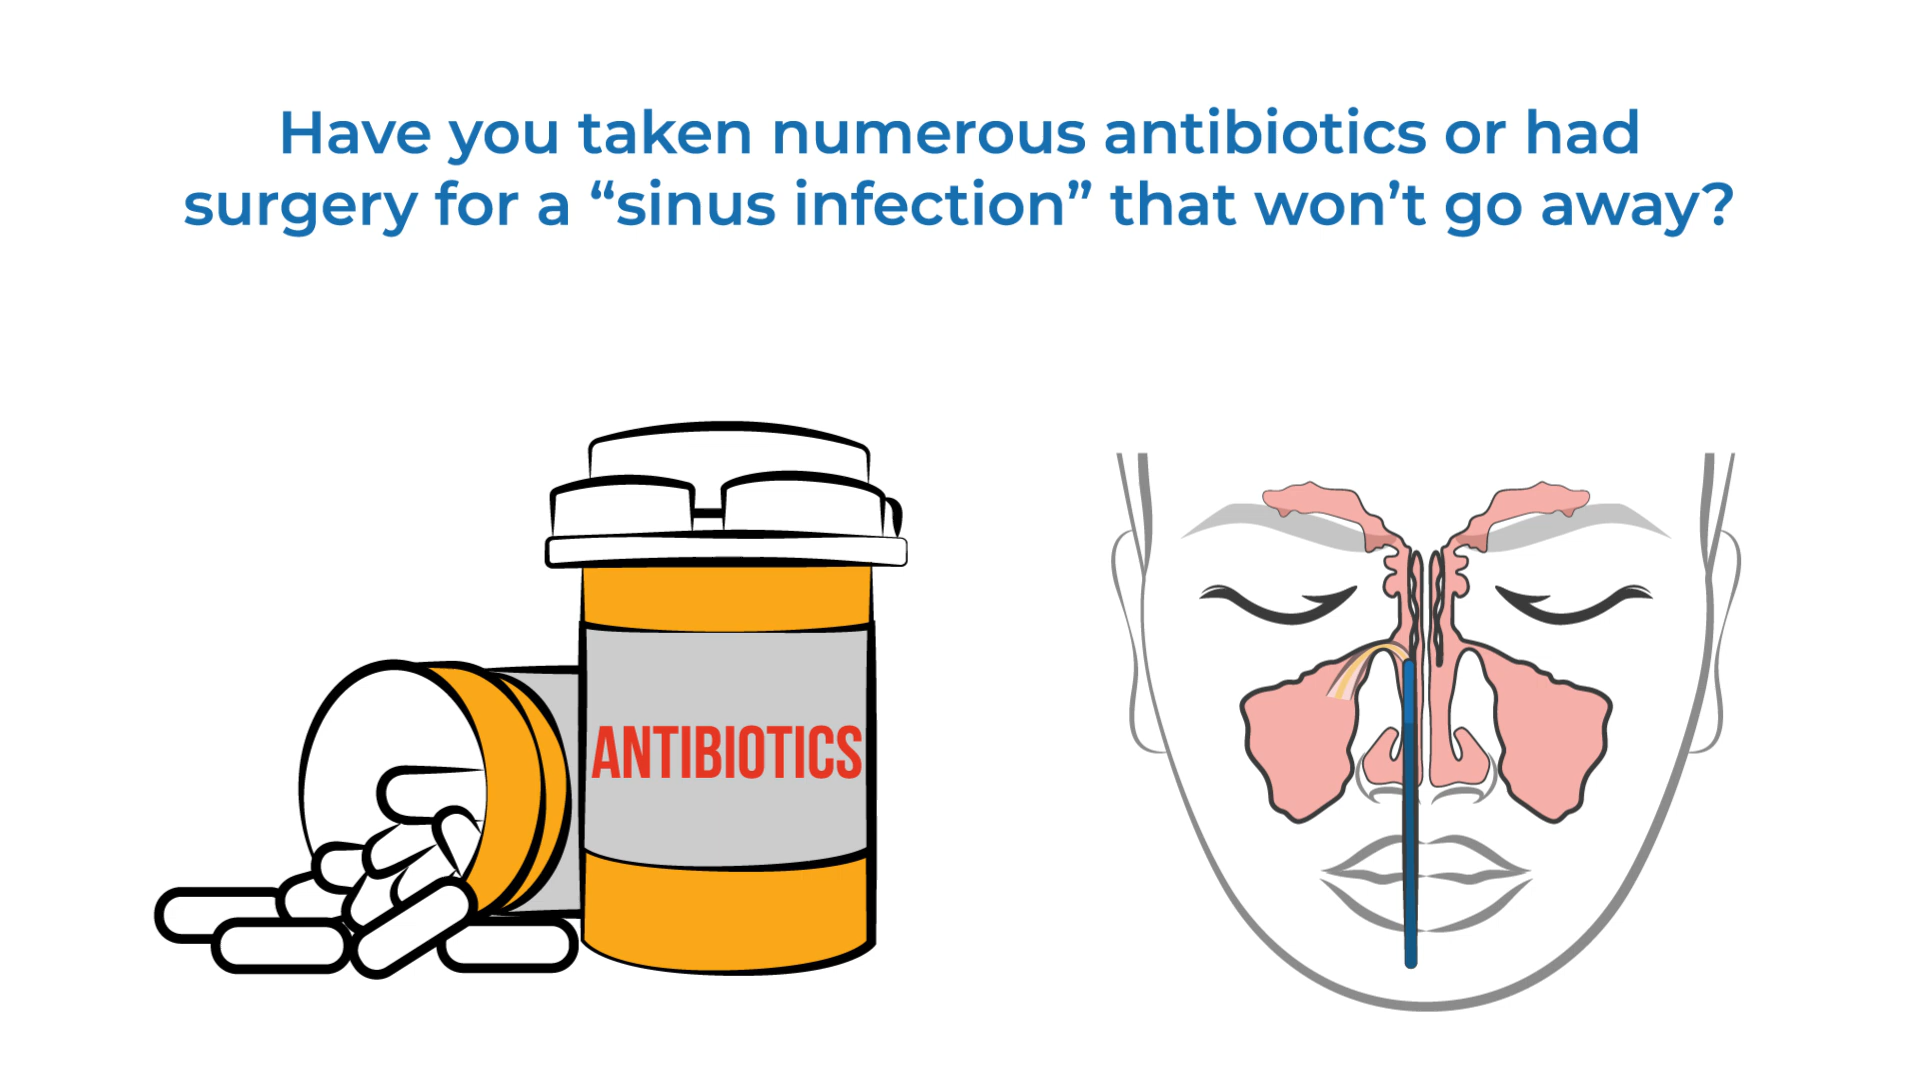 Have you taken numerous antibiotics or had
surgery for a “sinus infection” that won’t go away?
ANTIBIOTICS